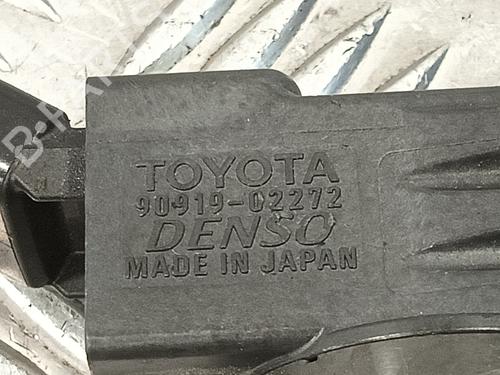 TOYOTA
90919-02272
DENSO
MADE IN JAPAN